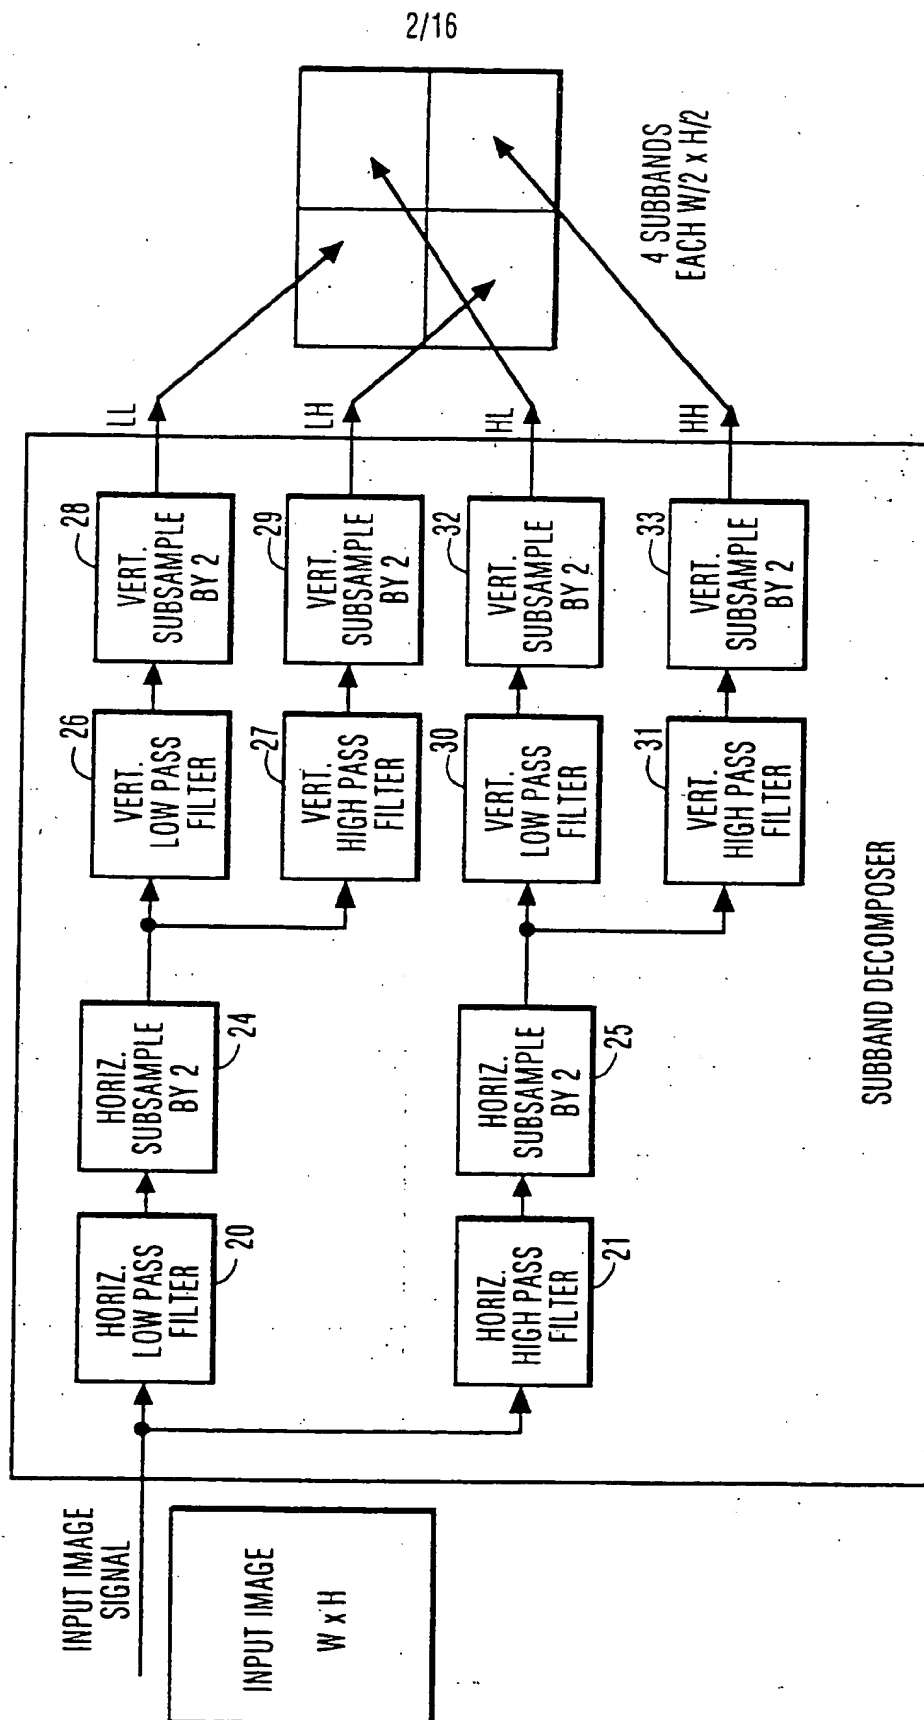 2/16
INPUT IMAGE
SIGNAL
INPUT IMAGE
W x H
HORIZ.
LOW PASS
FILTER
20
HORIZ.
SUBSAMPLE
BY 2
24
VERT.
LOW PASS
FILTER
26
VERT.
SUBSAMPLE
BY 2
28
LL
VERT.
HIGH PASS
FILTER
27
VERT.
SUBSAMPLE
BY 2
29
LH
HORIZ.
HIGH PASS
FILTER
21
HORIZ.
SUBSAMPLE
BY 2
25
VERT.
LOW PASS
FILTER
30
VERT.
SUBSAMPLE
BY 2
32
HL
VERT.
HIGH PASS
FILTER
31
VERT.
SUBSAMPLE
BY 2
33
HH
4 SUBBANDS
EACH W/2 x H/2
SUBBAND DECOMPOSER